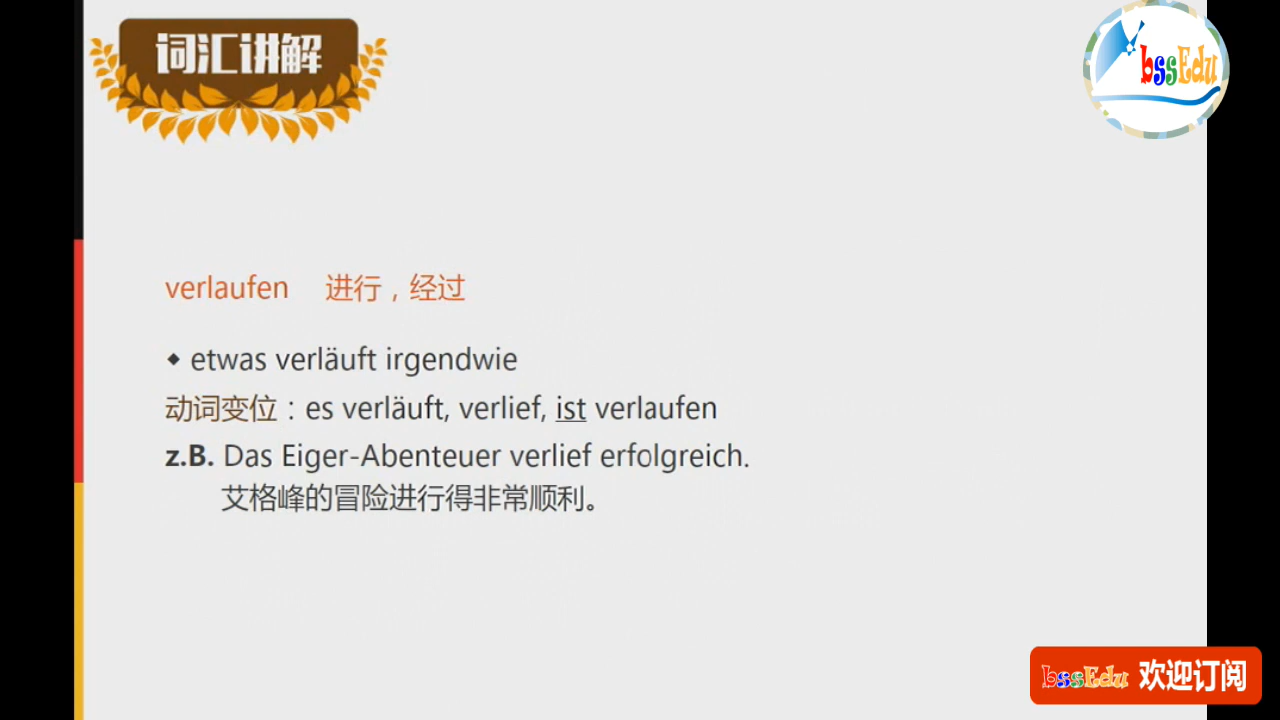 词汇讲解
bssEdu
verlaufen 进行，经过
◆ etwas verläuft irgendwie
动词变位：es verläuft, verlief, ist verlaufen
z.B. Das Eiger-Abenteuer verlief erfolgreich.
艾格峰的冒险进行得非常顺利。
bssEdu 欢迎订阅